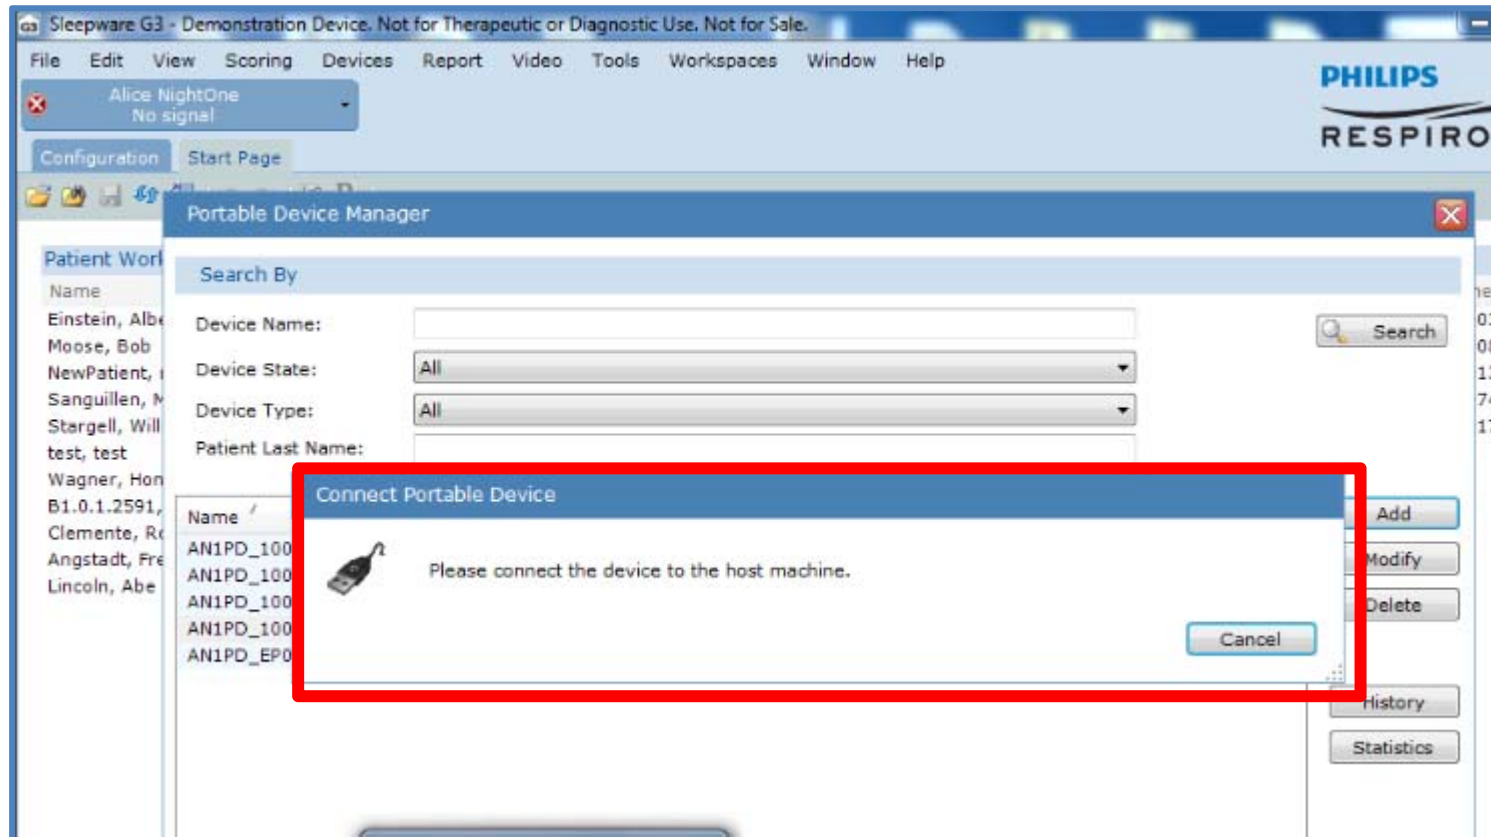 G3 Sleepware G3 - Demonstration Device. Not for Therapeutic or Diagnostic Use. Not for Sale.
File Edit View Scoring Devices Report Video Tools Workspaces Window Help
PHILIPS
RESPIRO
Alice NightOne
No signal
Configuration Start Page
Portable Device Manager
Patient Work
Name
Einstein, Albe
Moose, Bob
NewPatient,
Sanguillen, M
Stargell, Will
test, test
Wagner, Hon
B1.0.1.2591,
Clemente, Ro
Angstadt, Fre
Lincoln, Abe
Search By
Device Name:
Search
Device State: All
Device Type: All
Patient Last Name:
Connect Portable Device
Please connect the device to the host machine.
Cancel
Name
AN1PD_100
AN1PD_100
AN1PD_100
AN1PD_100
AN1PD_EP0
Add
Modify
Delete
History
Statistics